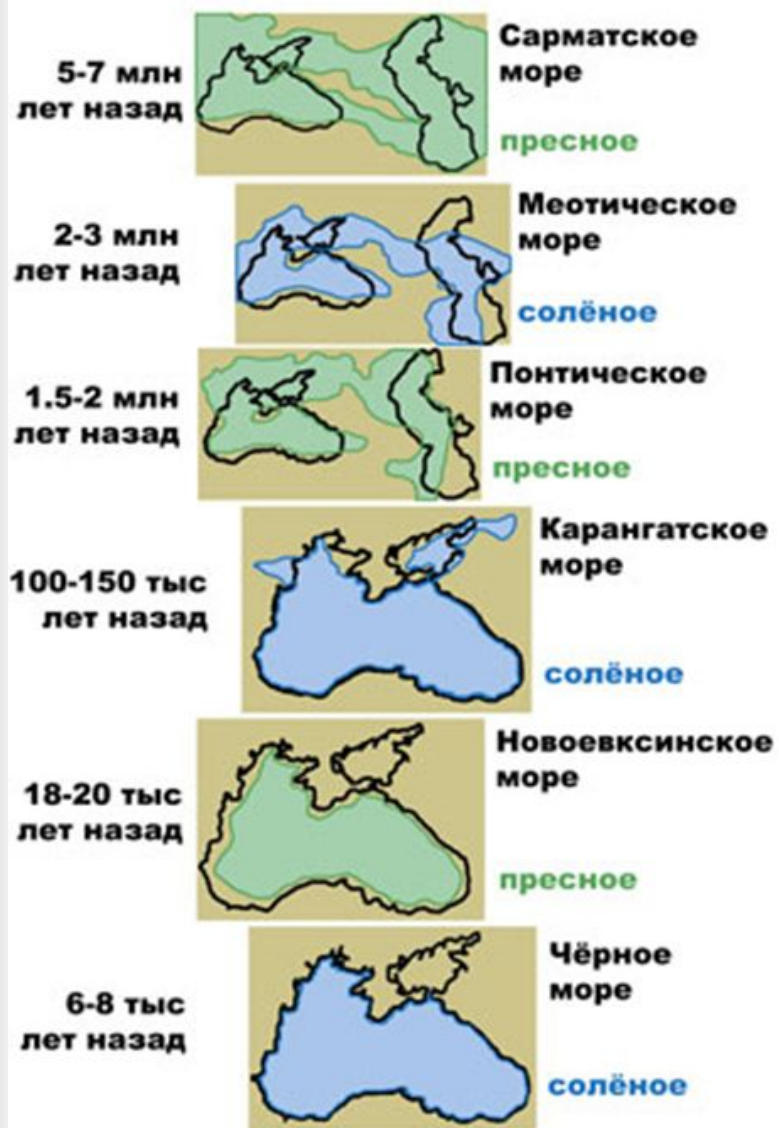 5-7 млн
лет назад
Сарматское
море
пресное
2-3 млн
лет назад
Меотическое
море
солёное
1.5-2 млн
лет назад
Понтическое
море
пресное
100-150 тыс
лет назад
Карангатское
море
солёное
18-20 тыс
лет назад
Новоевксинское
море
пресное
6-8 тыс
лет назад
Чёрное
море
солёное